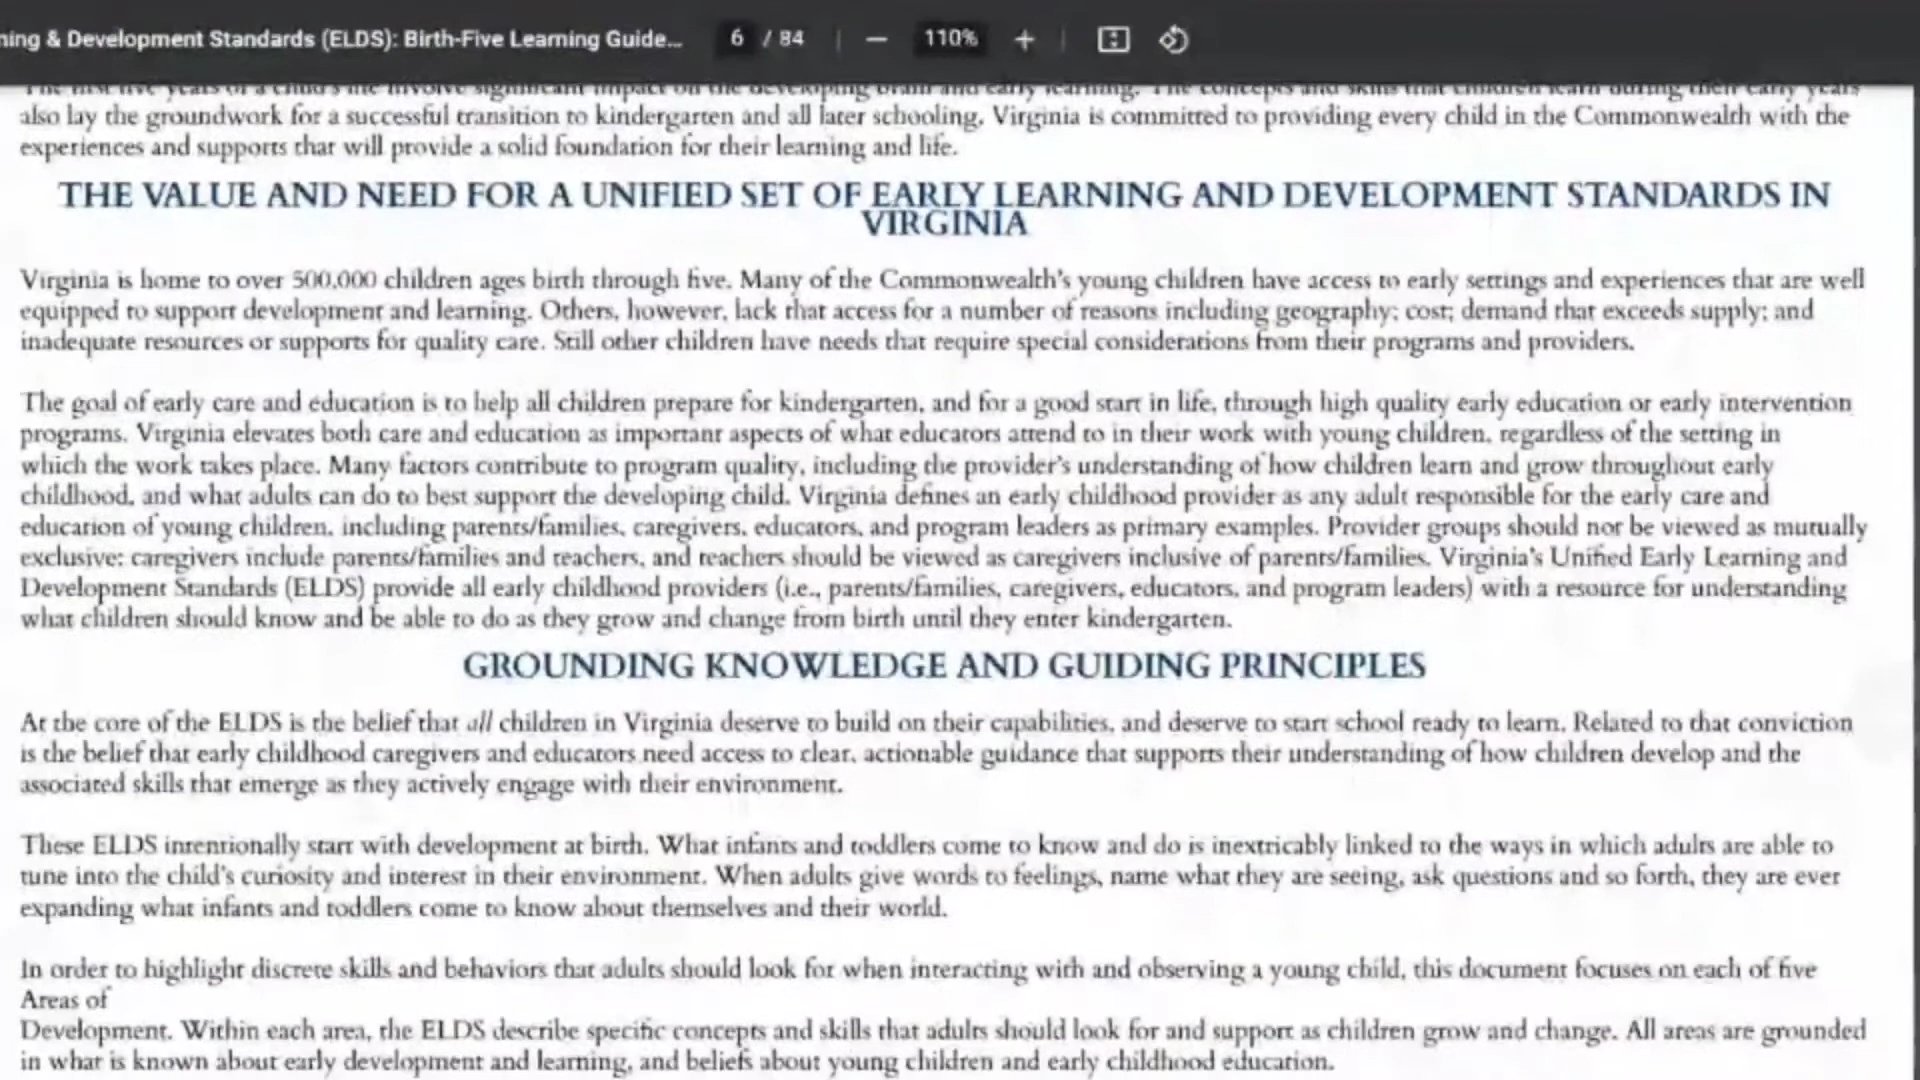 ning & Development Standards (ELDS): Birth-Five Learning Guide... 6 / 84 110%
The first five years of a child's life involve significant impact on the developing brain and early learning. The concepts and skills that children learn during their early years
also lay the groundwork for a successful transition to kindergarten and all later schooling. Virginia is committed to providing every child in the Commonwealth with the
experiences and supports that will provide a solid foundation for their learning and life.
THE VALUE AND NEED FOR A UNIFIED SET OF EARLY LEARNING AND DEVELOPMENT STANDARDS IN
VIRGINIA
Virginia is home to over 500,000 children ages birth through five. Many of the Commonwealth's young children have access to early settings and experiences that are well
equipped to support development and learning. Others, however, lack that access for a number of reasons including geography; cost; demand that exceeds supply; and
inadequate resources or supports for quality care. Still other children have needs that require special considerations from their programs and providers.
The goal of early care and education is to help all children prepare for kindergarten, and for a good start in life, through high quality early education or early intervention
programs. Virginia elevates both care and education as important aspects of what educators attend to in their work with young children, regardless of the setting in
which the work takes place. Many factors contribute to program quality, including the provider's understanding of how children learn and grow throughout early
childhood, and what adults can do to best support the developing child. Virginia defines an early childhood provider as any adult responsible for the early care and
education of young children, including parents/families, caregivers, educators, and program leaders as primary examples. Provider groups should not be viewed as mutually
exclusive; caregivers include parents/families and teachers, and teachers should be viewed as caregivers inclusive of parents/families. Virginia's Unified Early Learning and
Development Standards (ELDS) provide all early childhood providers (i.e., parents/families, caregivers, educators, and program leaders) with a resource for understanding
what children should know and be able to do as they grow and change from birth until they enter kindergarten.
GROUNDING KNOWLEDGE AND GUIDING PRINCIPLES
At the core of the ELDS is the belief that all children in Virginia deserve to build on their capabilities, and deserve to start school ready to learn. Related to that conviction
is the belief that early childhood caregivers and educators need access to clear, actionable guidance that supports their understanding of how children develop and the
associated skills that emerge as they actively engage with their environment.
These ELDS intentionally start with development at birth. What infants and toddlers come to know and do is inextricably linked to the ways in which adults are able to
tune into the child's curiosity and interest in their environment. When adults give words to feelings, name what they are seeing, ask questions and so forth, they are ever
expanding what infants and toddlers come to know about themselves and their world.
In order to highlight discrete skills and behaviors that adults should look for when interacting with and observing a young child, this document focuses on each of five
Areas of
Development. Within each area, the ELDS describe specific concepts and skills that adults should look for and support as children grow and change. All areas are grounded
in what is known about early development and learning, and beliefs about young children and early childhood education.